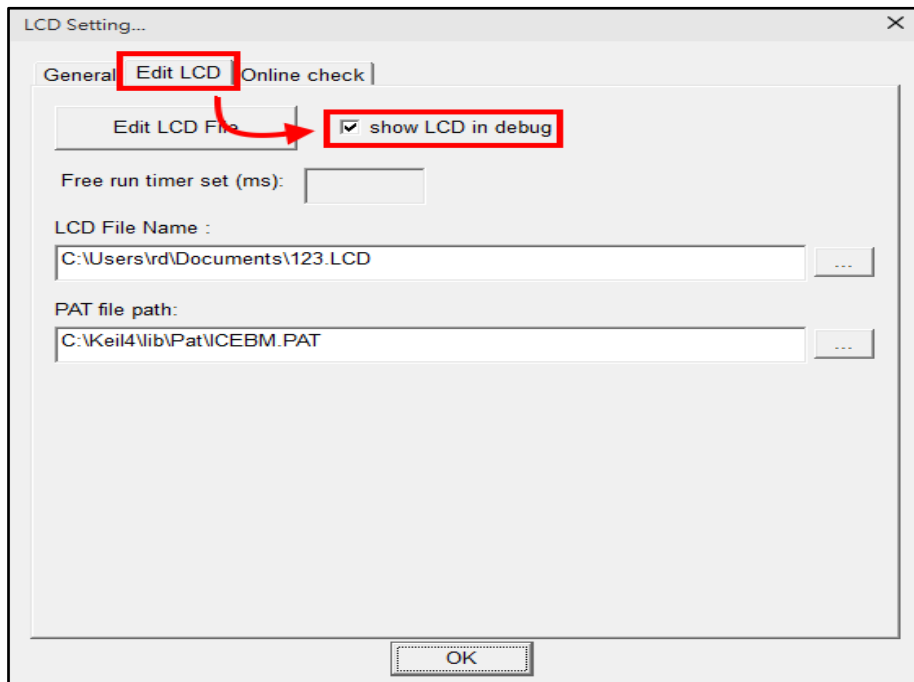 LCD Setting...
General Edit LCD Online check
Edit LCD File show LCD in debug
Free run timer set (ms):
LCD File Name :
C:\Users\rd\Documents\123.LCD ...
PAT file path:
C:\Keil4\lib\Pat\ICEBM.PAT ...
OK